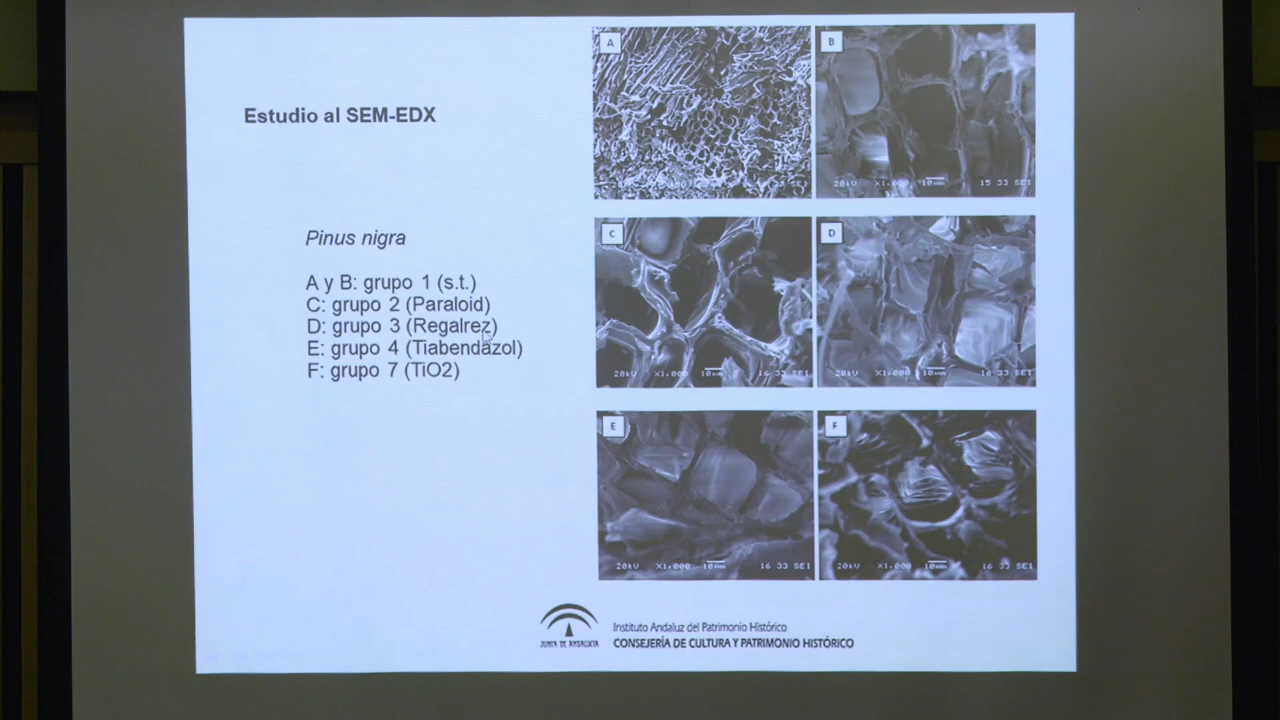 Estudio al SEM-EDX
Pinus nigra
A y B: grupo 1 (s.t.)
C: grupo 2 (Paraloid)
D: grupo 3 (Regalrez)
E: grupo 4 (Tiabendazol)
F: grupo 7 (TiO2)
A
B
20kV X1,000 10µm 15 33 SEI
C
20kV X1,000 10µm 16 33 SEI
D
20kV X1,000 10µm 16 33 SEI
E
20kV X1,000 10µm 16 33 SEI
F
20kV X1,000 10µm 16 33 SEI
JUNTA DE ANDALUCIA
Instituto Andaluz del Patrimonio Histórico
CONSEJERÍA DE CULTURA Y PATRIMONIO HISTÓRICO